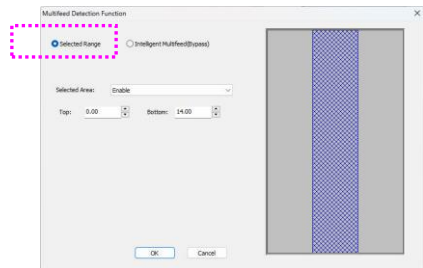 Multifeed Detection Function
Selected Range
Intelligent Multifeed(Bypass)
Selected Area: Enable
Top: 0.00 Bottom: 14.00
OK Cancel